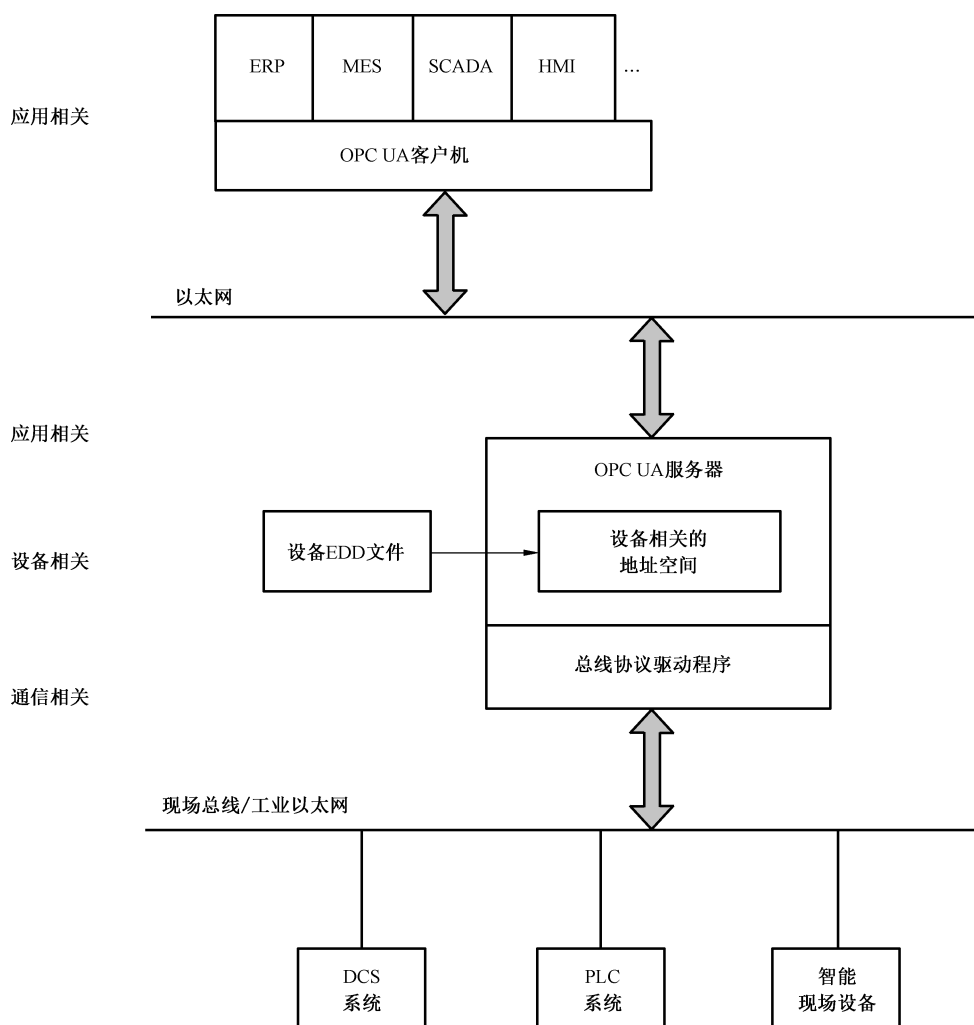 ERP MES SCADA HMI ...
应用相关
OPC UA客户机
以太网
应用相关
OPC UA服务器
设备EDD文件
设备相关的
地址空间
设备相关
总线协议驱动程序
通信相关
现场总线/工业以太网
DCS
系统
PLC
系统
智能
现场设备